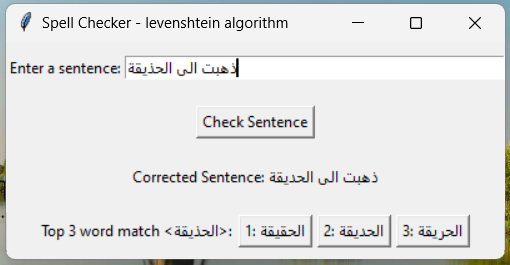 Spell Checker - levenshtein algorithm
Enter a sentence: ذهبت الى الحذيقة
Check Sentence
Corrected Sentence: ذهبت الى الحديقة
Top 3 word match <الحذيقة>: 1: الحقيقة 2: الحديقة 3: الحريقة